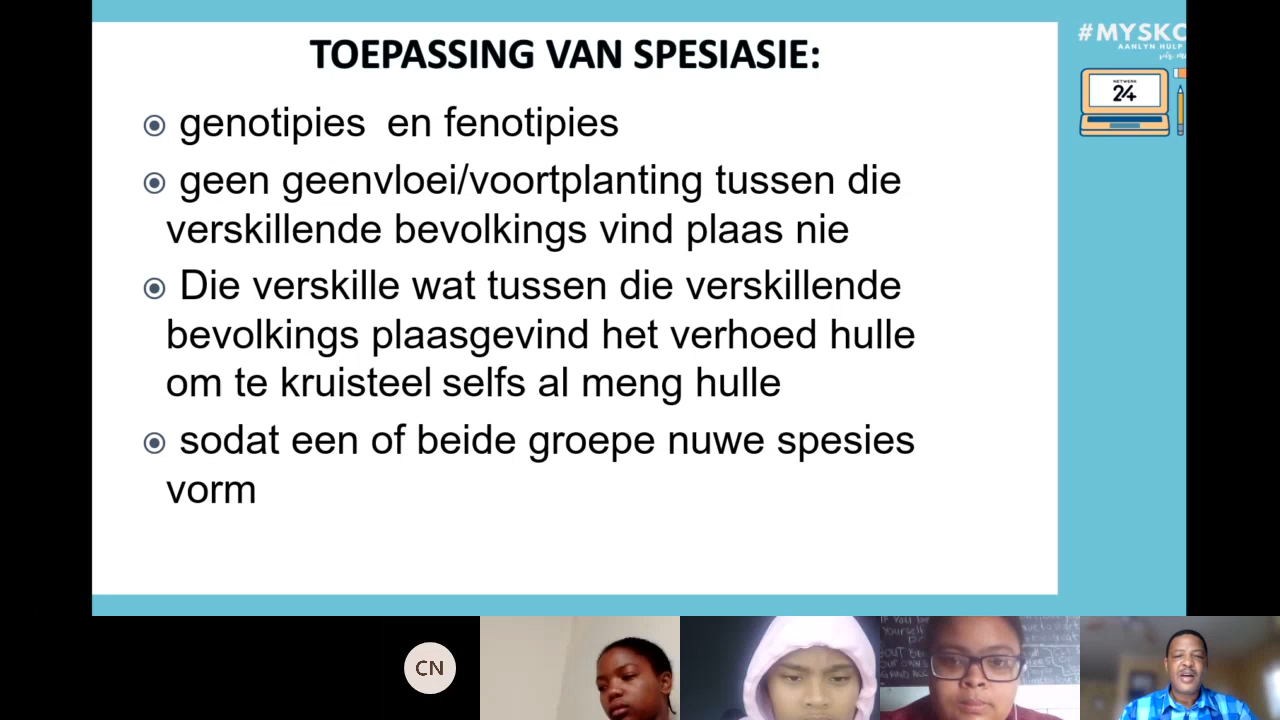 TOEPASSING VAN SPESIASIE:
genotipies en fenotipies
geen geenvloei/voortplanting tussen die
verskillende bevolkings vind plaas nie
Die verskille wat tussen die verskillende
bevolkings plaasgevind het verhoed hulle
om te kruisteel selfs al meng hulle
sodat een of beide groepe nuwe spesies
vorm
#MYSKO
AANLYN HULP
NETWERK
24
CN